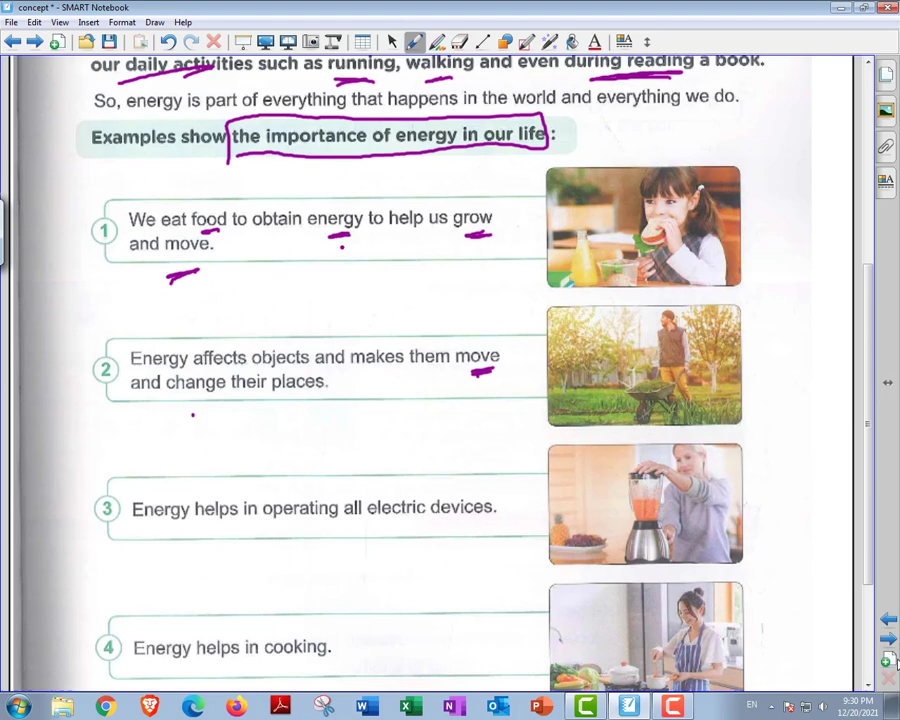 concept * - SMART Notebook
File Edit View Insert Format Draw Help
our daily activities such as running, walking and even during reading a book.
So, energy is part of everything that happens in the world and everything we do.
Examples show the importance of energy in our life :
1 We eat food to obtain energy to help us grow
and move.
2 Energy affects objects and makes them move
and change their places.
3 Energy helps in operating all electric devices.
4 Energy helps in cooking.
EN 9:30 PM
12/20/2021